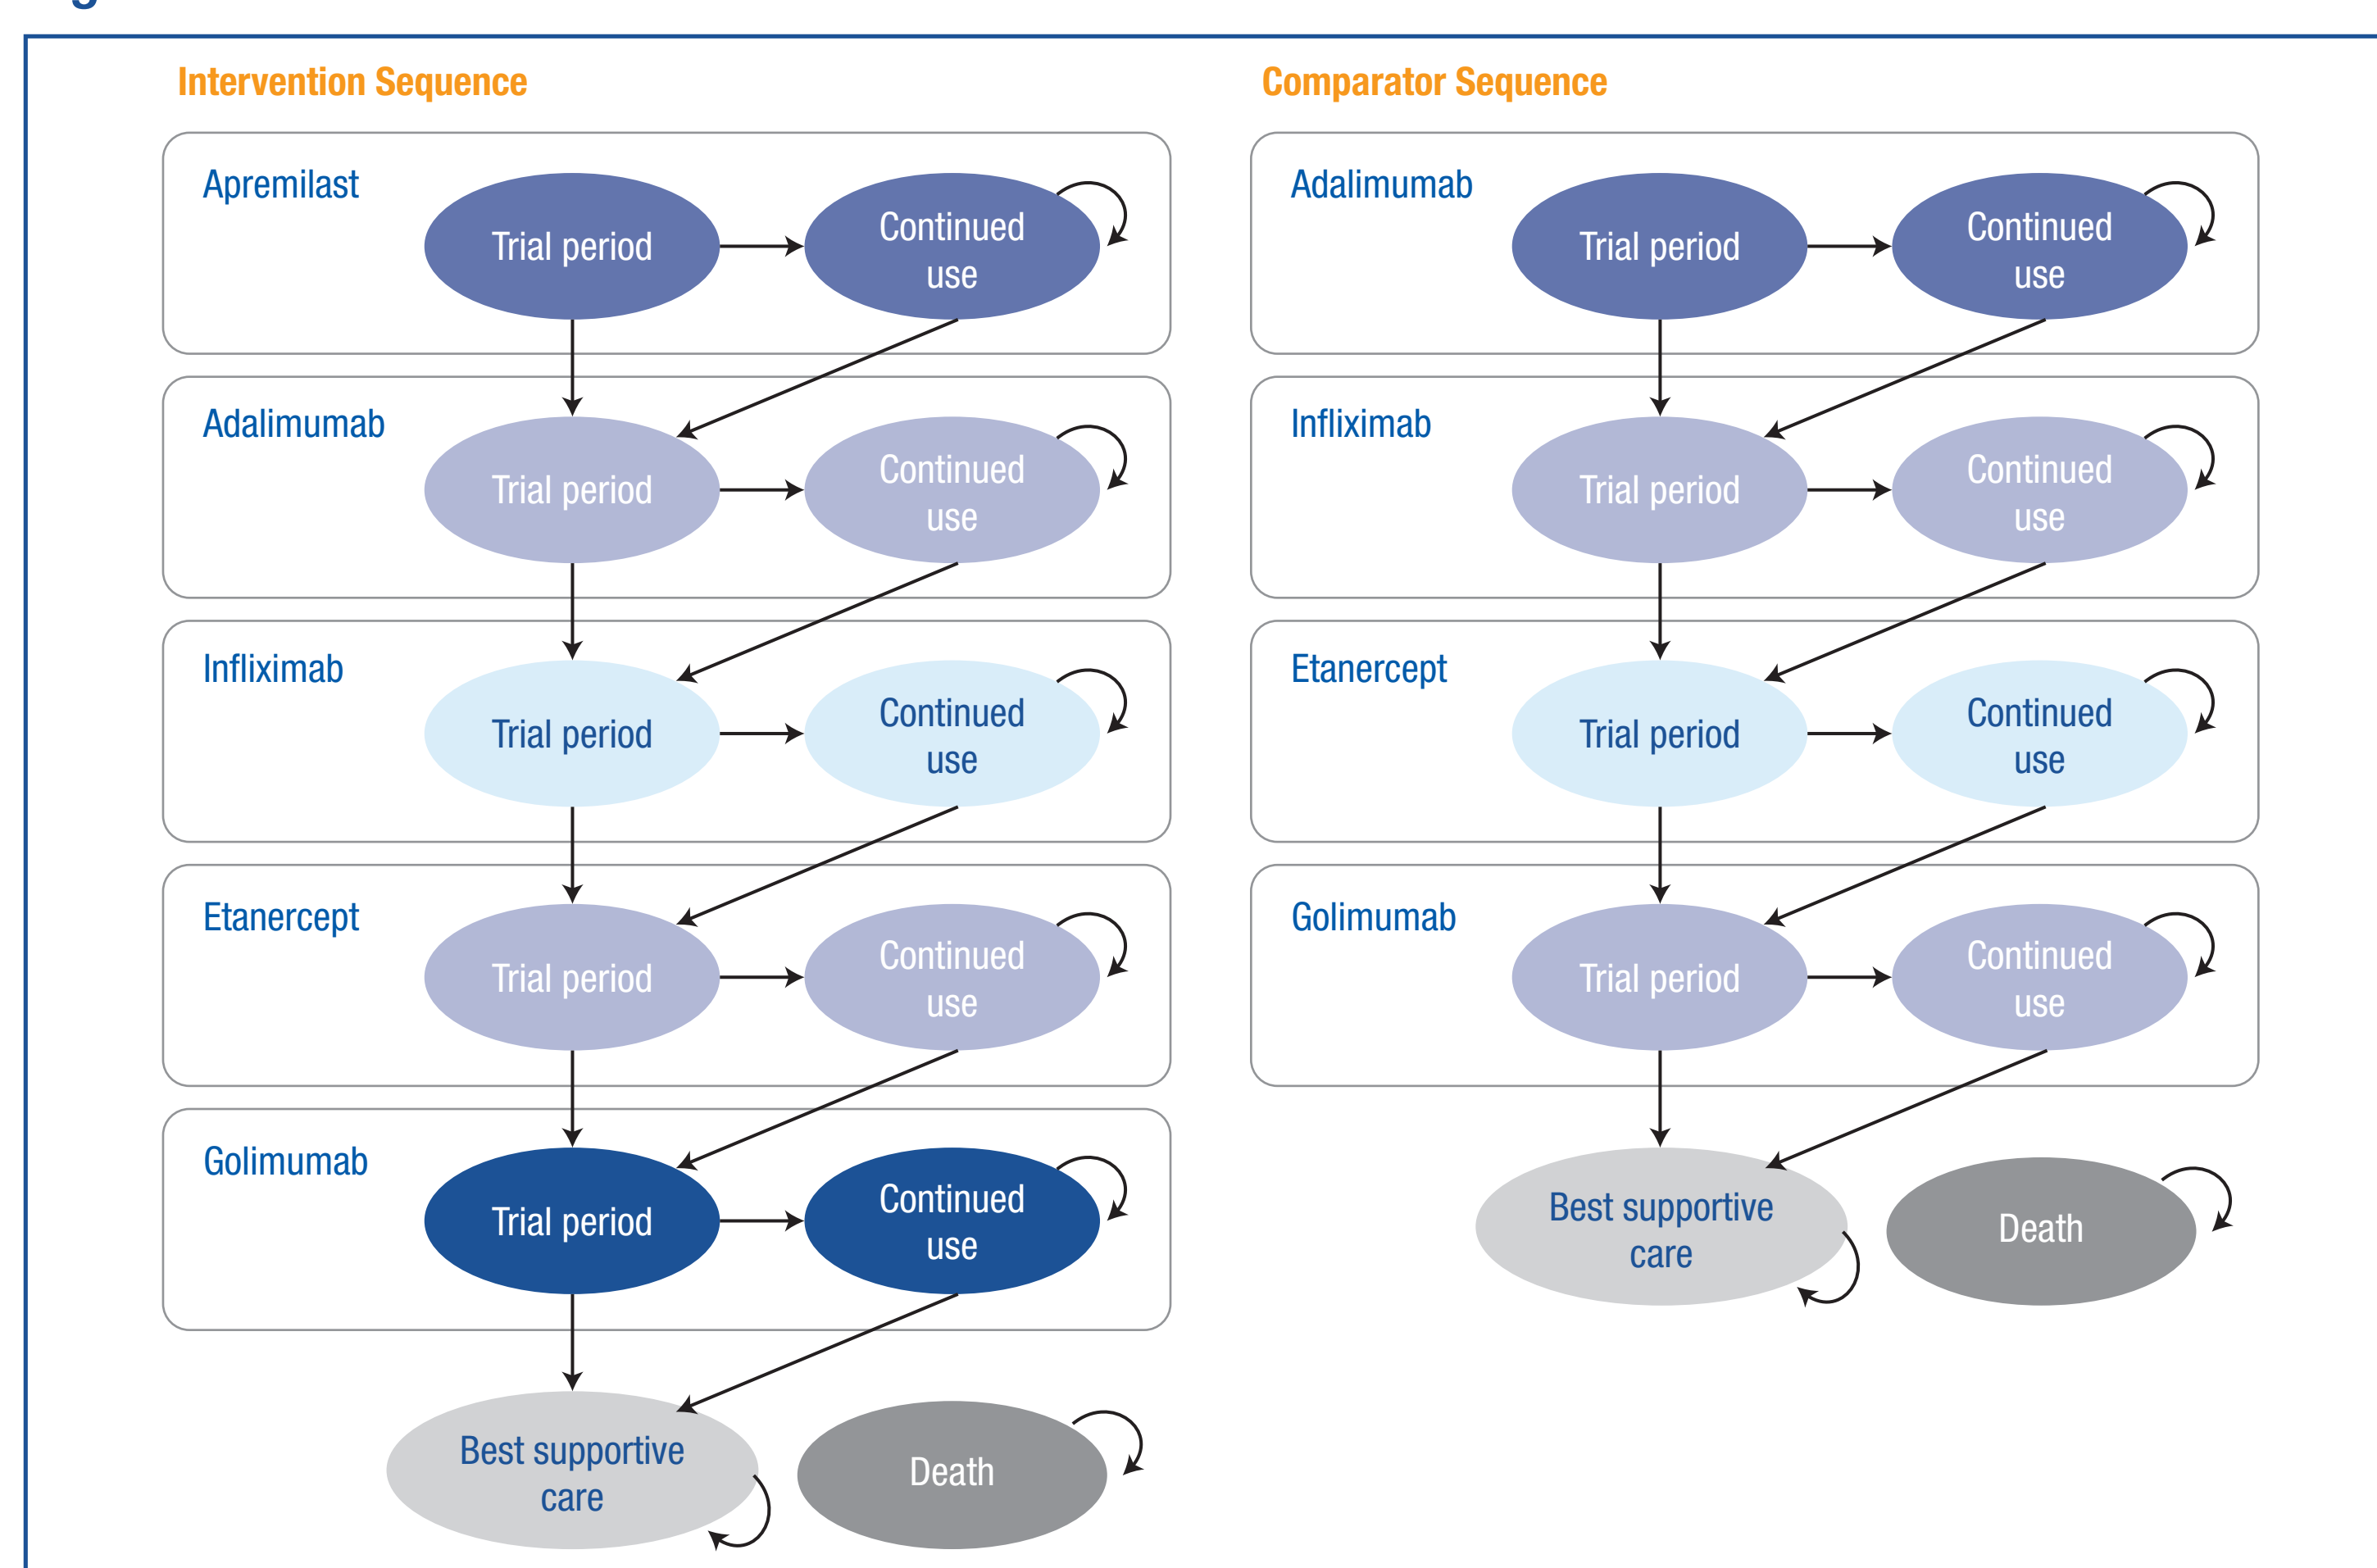 Intervention Sequence
Apremilast
Trial period
Continued
use
Adalimumab
Trial period
Continued
use
Infliximab
Trial period
Continued
use
Etanercept
Trial period
Continued
use
Golimumab
Trial period
Continued
use
Best supportive
care
Death
Comparator Sequence
Adalimumab
Trial period
Continued
use
Infliximab
Trial period
Continued
use
Etanercept
Trial period
Continued
use
Golimumab
Trial period
Continued
use
Best supportive
care
Death